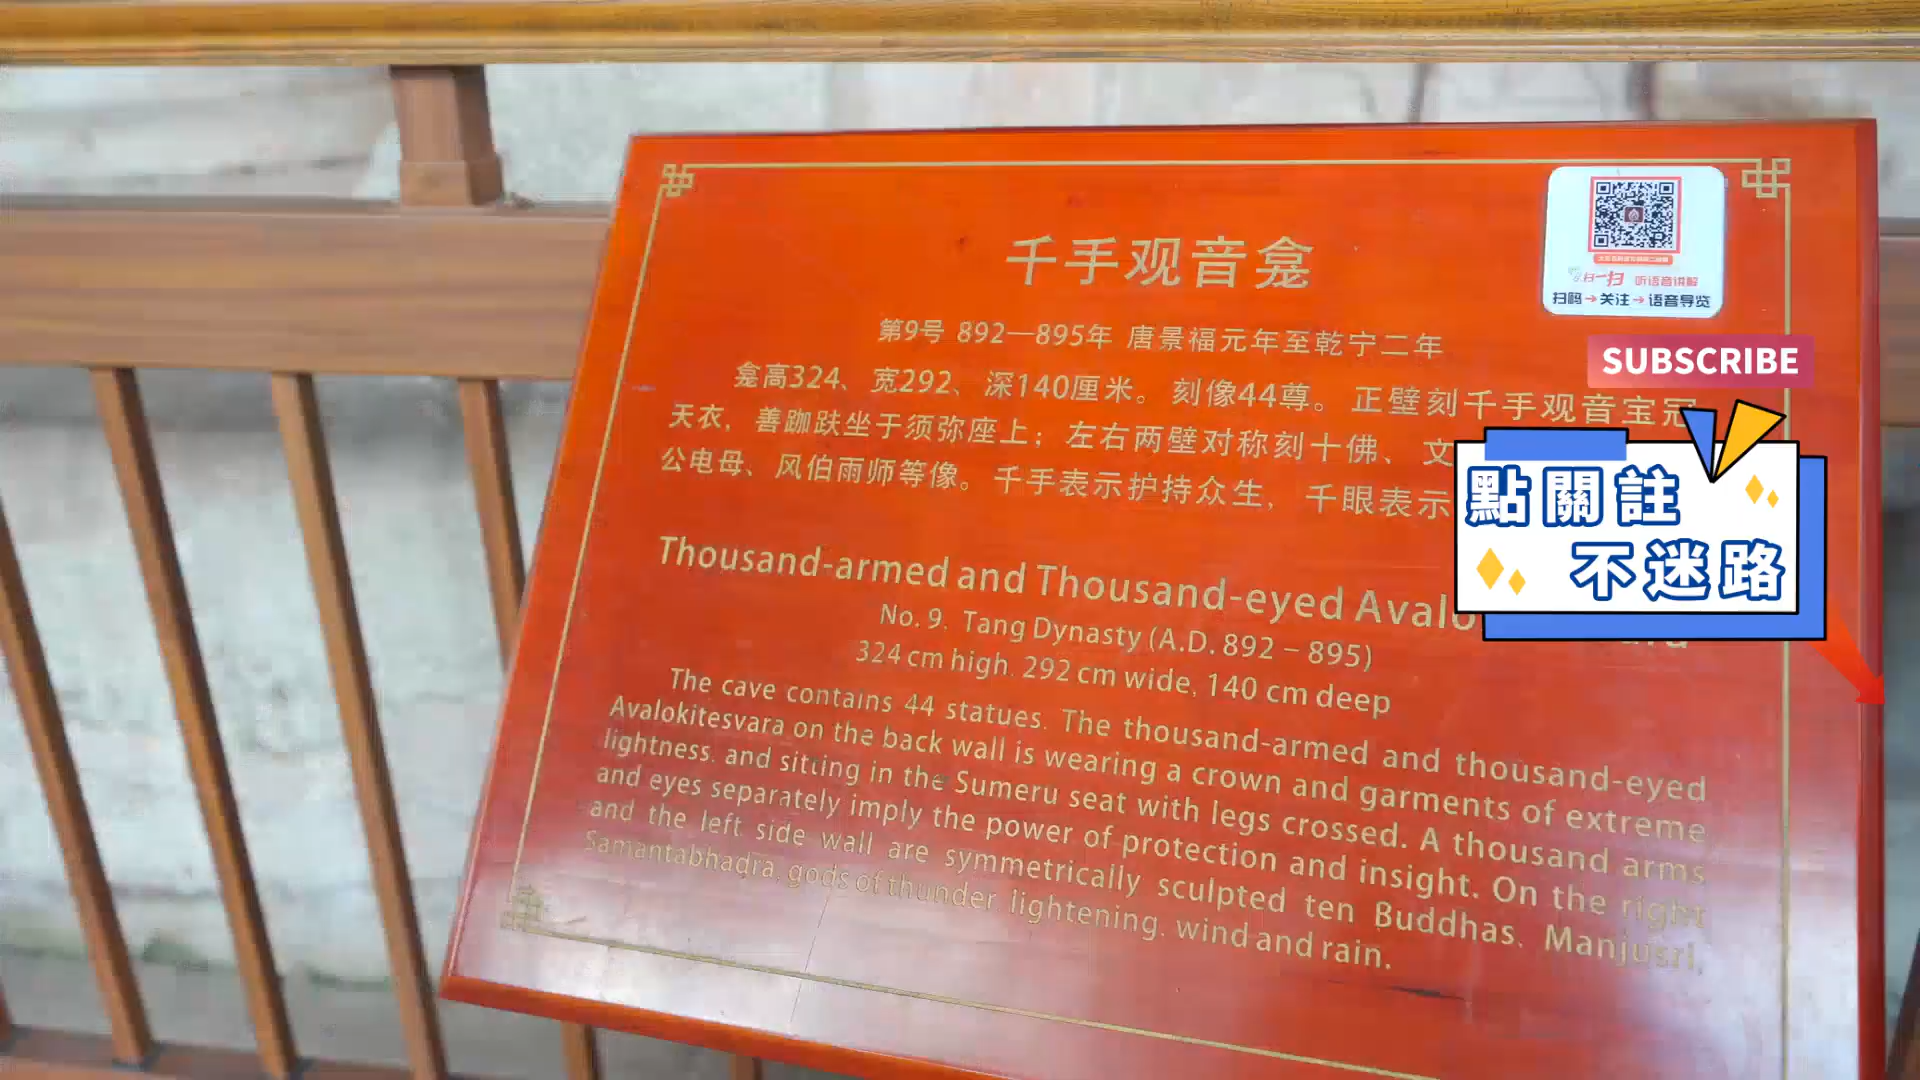 千手观音龛
扫一扫 听语音讲解
扫码→关注→语音导览
第9号 892—895年 唐景福元年至乾宁二年
SUBSCRIBE
龛高324、宽292、深140厘米。刻像44尊。正壁刻千手观音宝冠
天衣，善跏趺坐于须弥座上；左右两壁对称刻十佛、文
公电母、风伯雨师等像。千手表示护持众生，千眼表示
點關註
不迷路
Thousand-armed and Thousand-eyed Avalo
No. 9. Tang Dynasty (A.D. 892 – 895)
324 cm high. 292 cm wide, 140 cm deep
The cave contains 44 statues. The thousand-armed and thousand-eyed
Avalokitesvara on the back wall is wearing a crown and garments of extreme
lightness. and sitting in the Sumeru seat with legs crossed. A thousand arms
and eyes separately imply the power of protection and insight. On the right
and the left side wall are symmetrically sculpted ten Buddhas. Manjusri,
Samantabhadra, gods of thunder lightening. wind and rain.